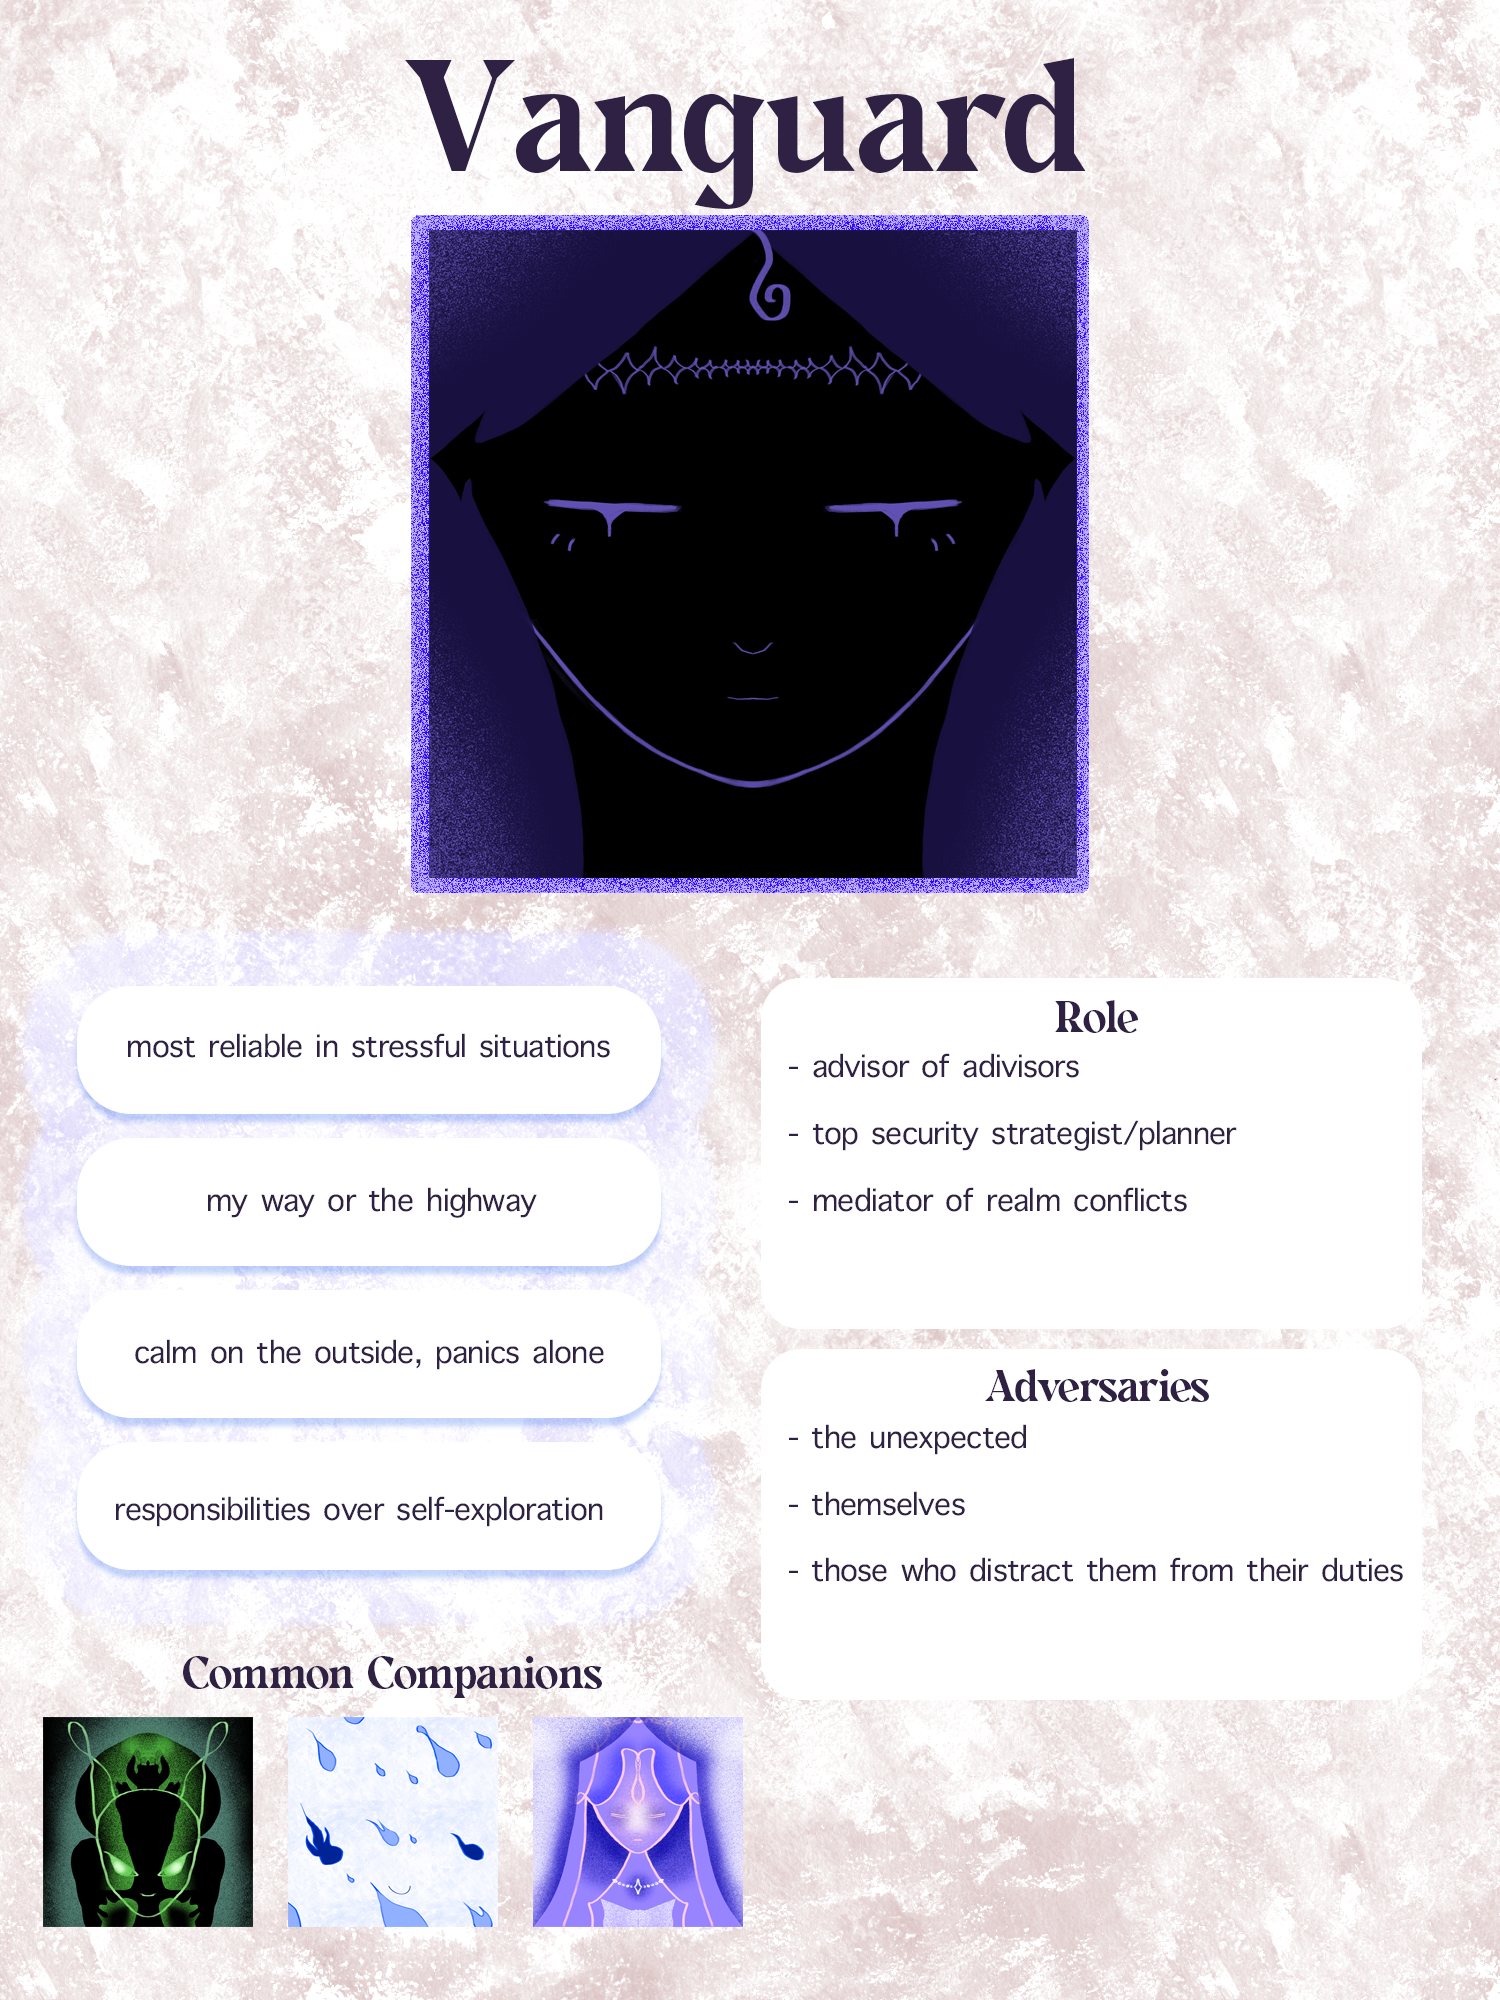 Vanguard
most reliable in stressful situations
my way or the highway
calm on the outside, panics alone
responsibilities over self-exploration
Role
- advisor of adivisors
- top security strategist/planner
- mediator of realm conflicts
Adversaries
- the unexpected
- themselves
- those who distract them from their duties
Common Companions